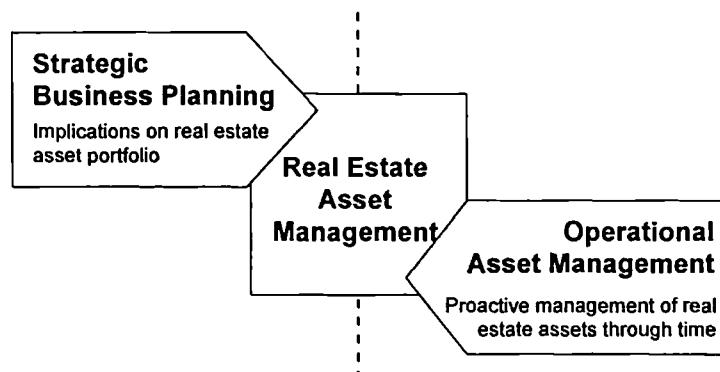 Strategic
Business Planning
Implications on real estate
asset portfolio
Real Estate
Asset
Management
Operational
Asset Management
Proactive management of real
estate assets through time